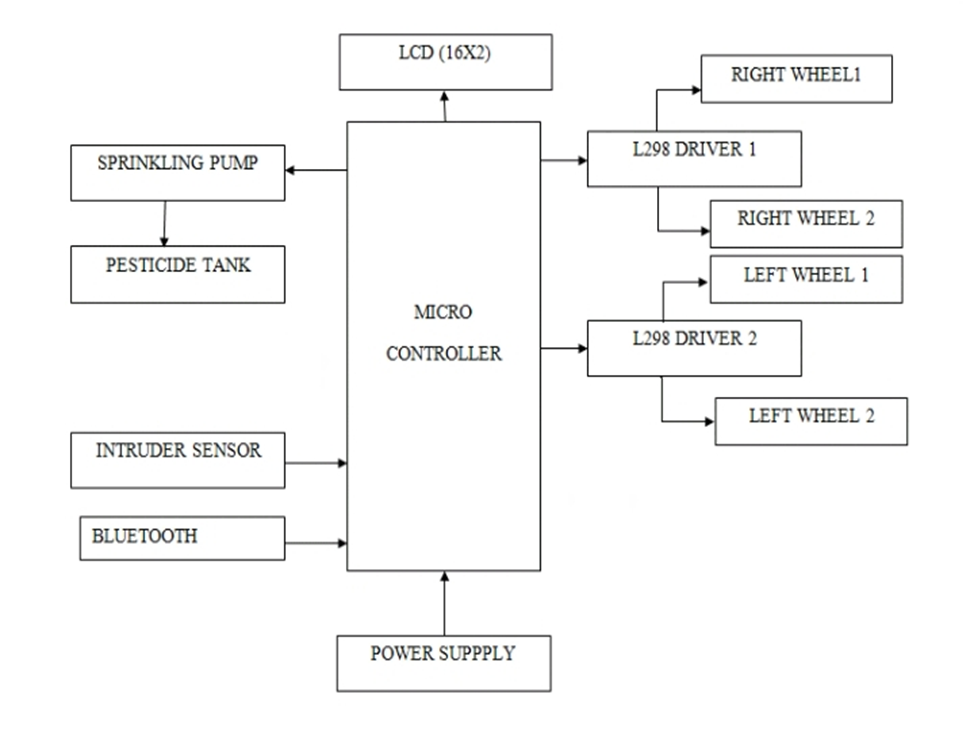 LCD (16X2)
RIGHT WHEEL1
L298 DRIVER 1
SPRINKLING PUMP
RIGHT WHEEL 2
PESTICIDE TANK
LEFT WHEEL 1
MICRO
CONTROLLER
L298 DRIVER 2
LEFT WHEEL 2
INTRUDER SENSOR
BLUETOOTH
POWER SUPPPLY